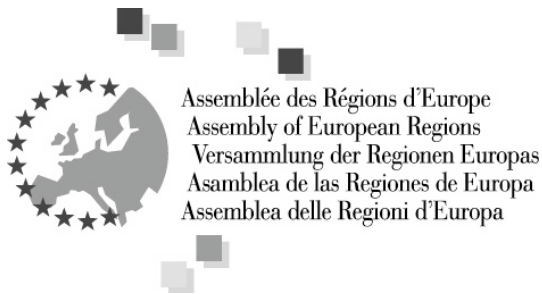 Assemblée des Régions d'Europe
Assembly of European Regions
Versammlung der Regionen Europas
Asamblea de las Regiones de Europa
Assemblea delle Regioni d'Europa